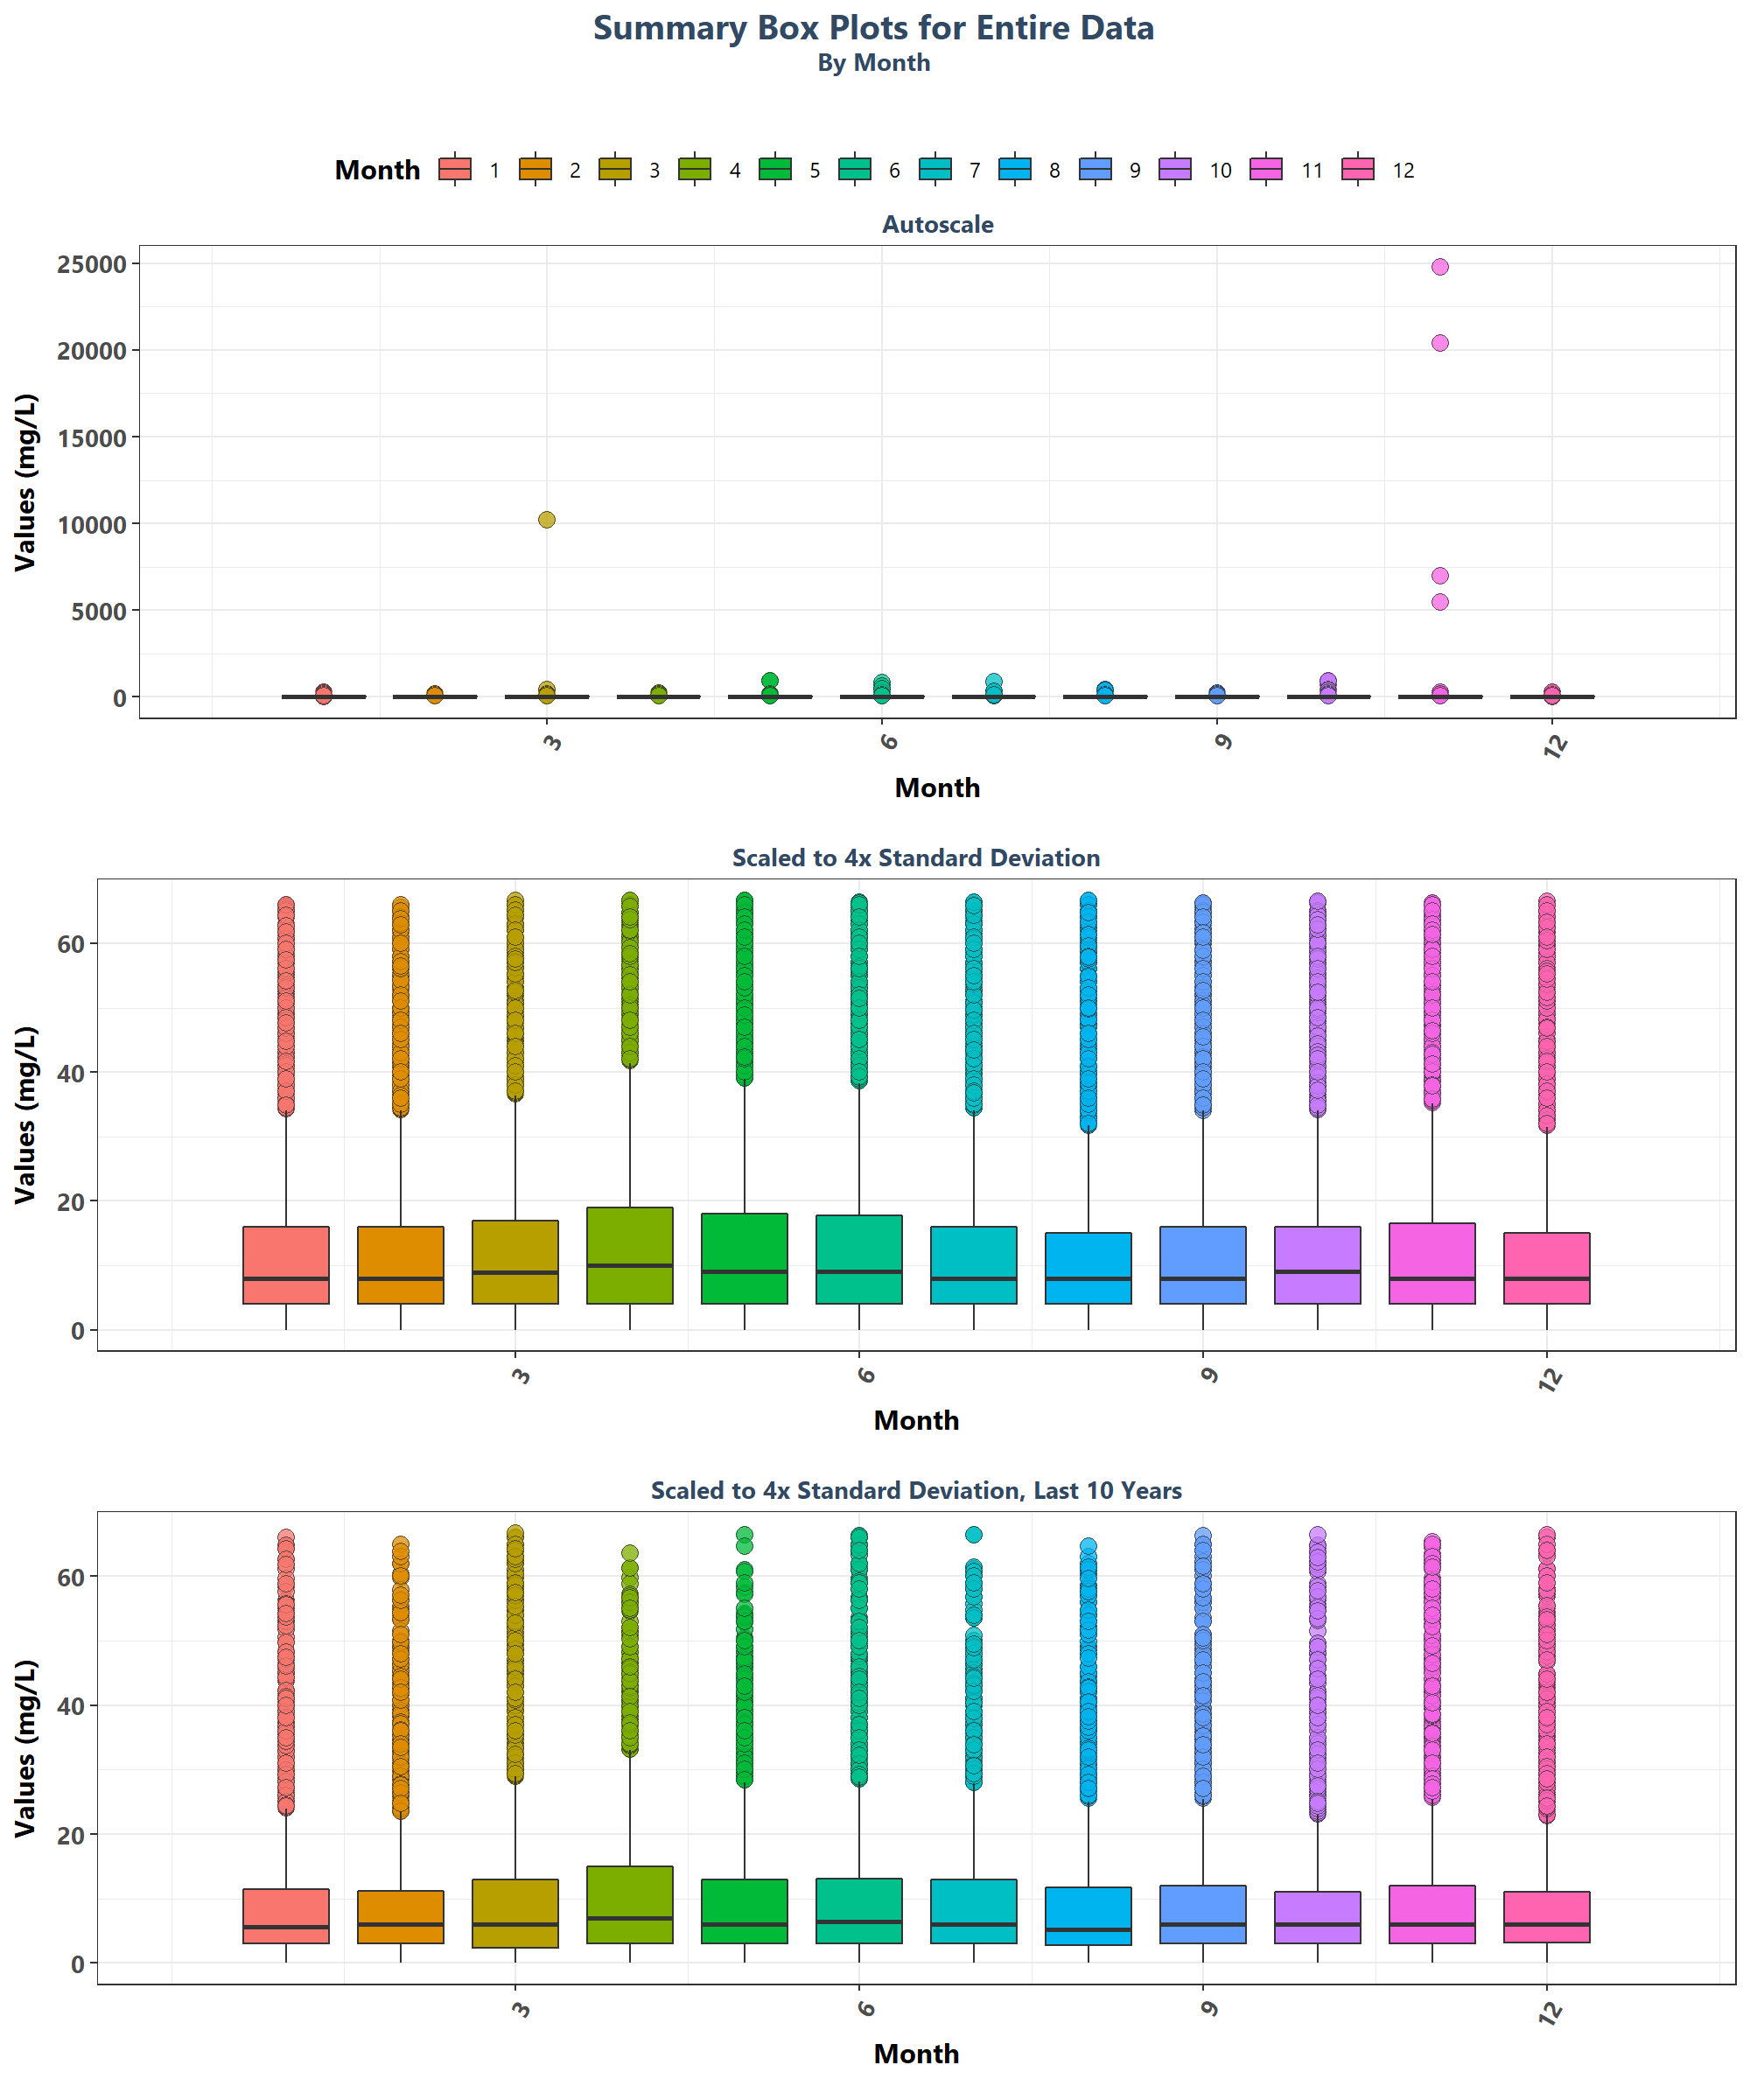 Summary Box Plots for Entire Data
By Month
Month 1 2 3 4 5 6 7 8 9 10 11 12
Autoscale
25000
20000
15000
10000
5000
0
Values (mg/L)
3 6 9 12
Month
Scaled to 4x Standard Deviation
60
40
20
0
Values (mg/L)
3 6 9 12
Month
Scaled to 4x Standard Deviation, Last 10 Years
60
40
20
0
Values (mg/L)
3 6 9 12
Month